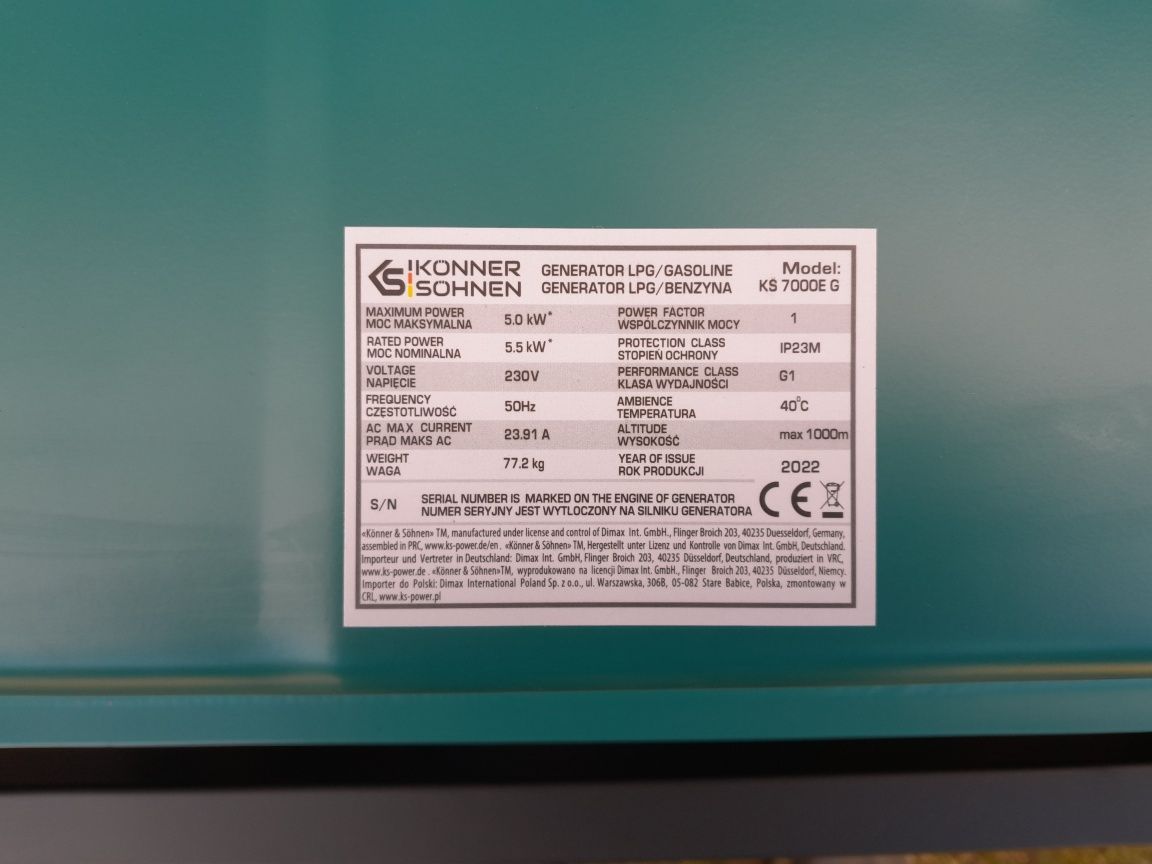 KS KÖNNER SÖHNEN
GENERATOR LPG/GASOLINE
GENERATOR LPG/BENZYNA
Model:
KS 7000E G
MAXIMUM POWER
MOC MAKSYMALNA
5.0 kW*
POWER FACTOR
WSPÓŁCZYNNIK MOCY
1
RATED POWER
MOC NOMINALNA
5.5 kW*
PROTECTION CLASS
STOPIEŃ OCHRONY
IP23M
VOLTAGE
NAPIĘCIE
230V
PERFORMANCE CLASS
KLASA WYDAJNOŚCI
G1
FREQUENCY
CZĘSTOTLIWOŚĆ
50Hz
AMBIENCE
TEMPERATURA
40°C
AC MAX CURRENT
PRĄD MAKS AC
23.91 A
ALTITUDE
WYSOKOŚĆ
max 1000m
WEIGHT
WAGA
77.2 kg
YEAR OF ISSUE
ROK PRODUKCJI
2022
S/N
SERIAL NUMBER IS MARKED ON THE ENGINE OF GENERATOR
NUMER SERYJNY JEST WYTLOCZONY NA SILNIKU GENERATORA
CE
«Könner & Söhnen» TM, manufactured under license and control of Dimax Int. GmbH., Flinger Broich 203, 40235 Duesseldorf, Germany,
assembled in PRC, www.ks-power.de/en . «Könner & Söhnen» TM, Hergestellt unter Lizenz und Kontrolle von Dimax Int. GmbH, Deutschland.
Importeur und Vertreter in Deutschland: Dimax Int. GmbH, Flinger Broich 203, 40235 Düsseldorf, Deutschland, produziert in VRC,
www.ks-power.de . «Könner & Söhnen»TM, wyprodukowano na licencji Dimax Int. GmbH., Flinger Broich 203, 40235 Düsseldorf, Niemcy.
Importer do Polski: Dimax International Poland Sp. z o.o., ul. Warszawska, 306B, 05-082 Stare Babice, Polska, zmontowany w
CRL, www.ks-power.pl